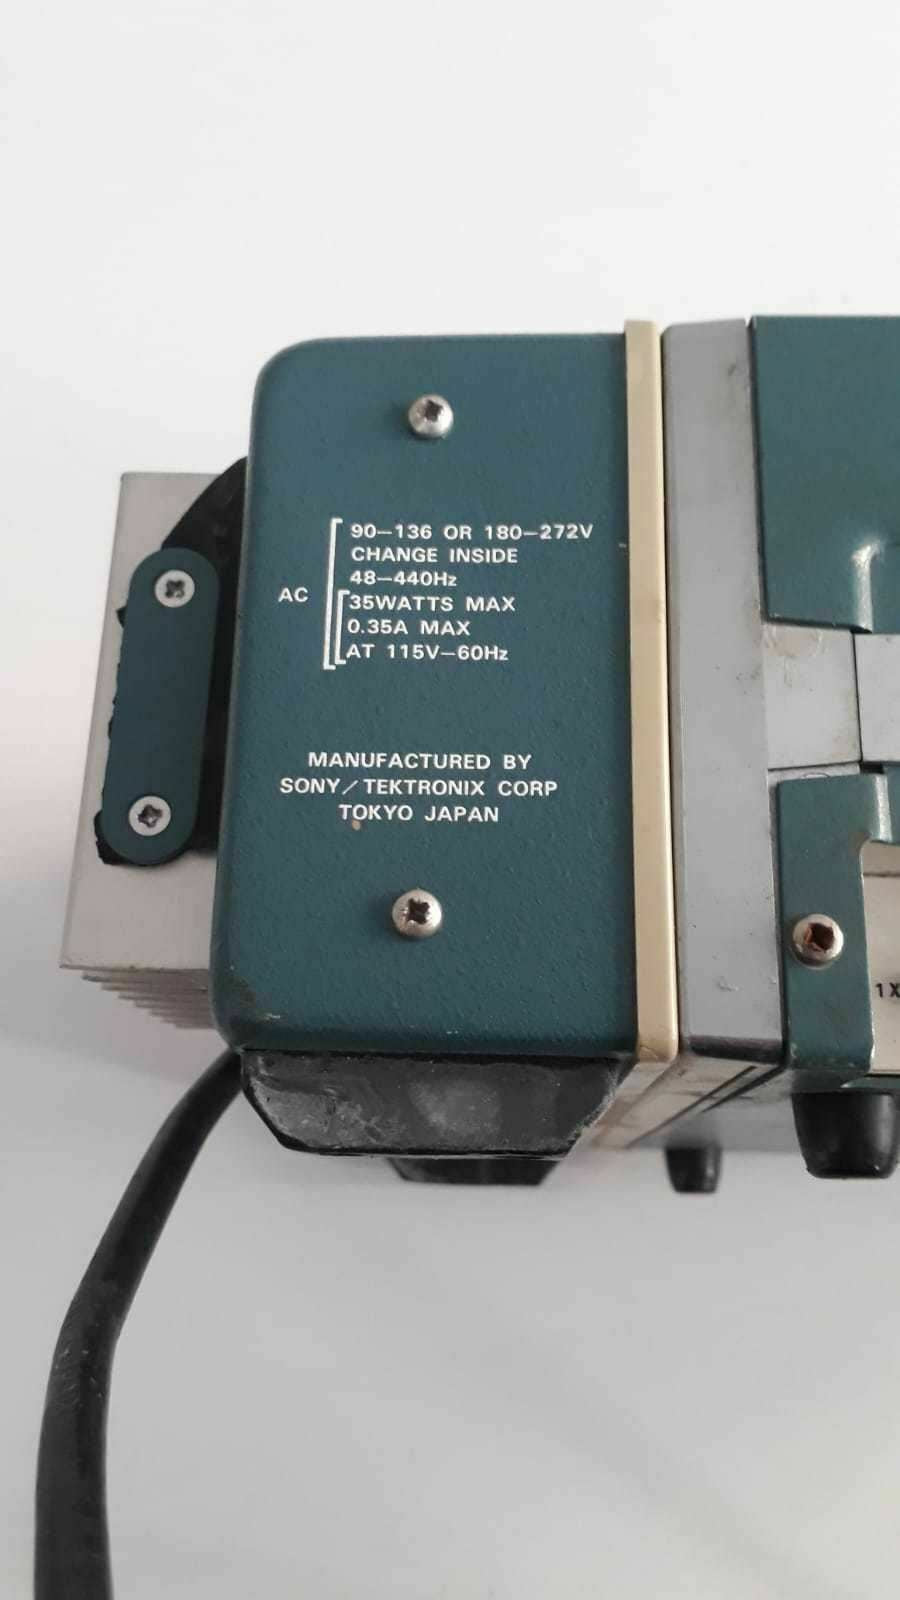 90–136 OR 180–272V
CHANGE INSIDE
48–440Hz
AC
35WATTS MAX
0.35A MAX
AT 115V–60Hz
MANUFACTURED BY
SONY/TEKTRONIX CORP
TOKYO JAPAN
1X